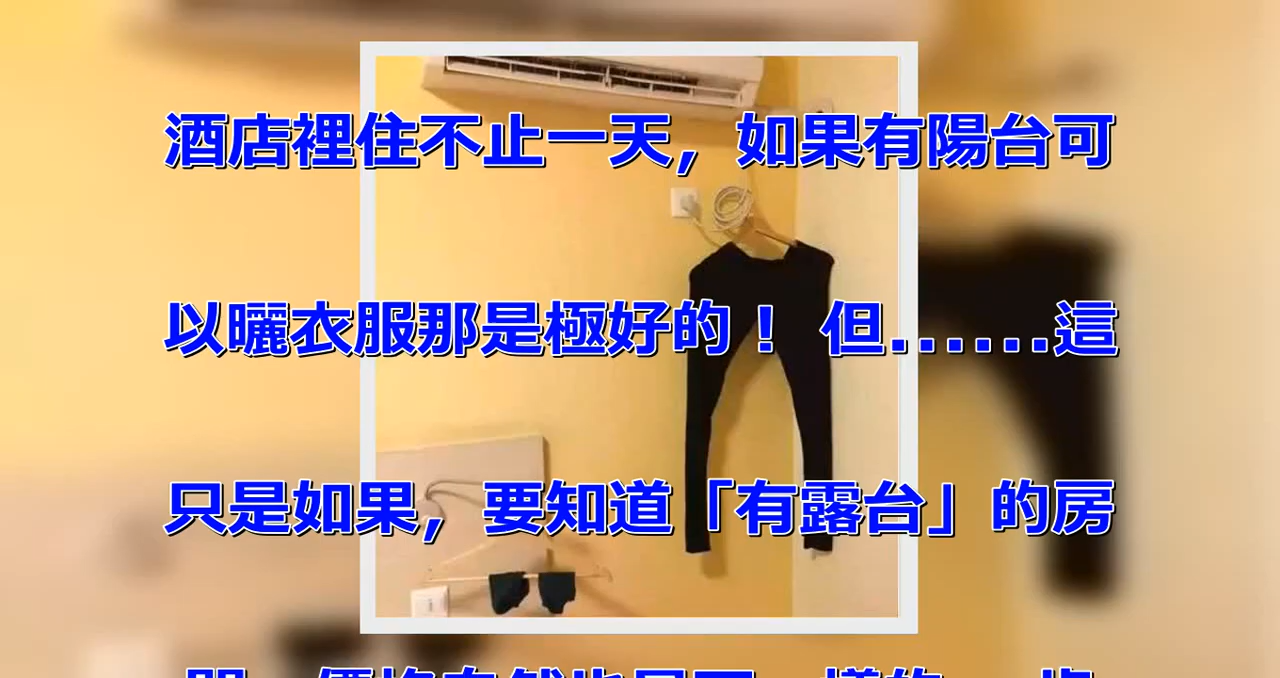 酒店裡住不止一天，如果有陽台可
以曬衣服那是極好的！ 但......這
只是如果，要知道「有露台」的房